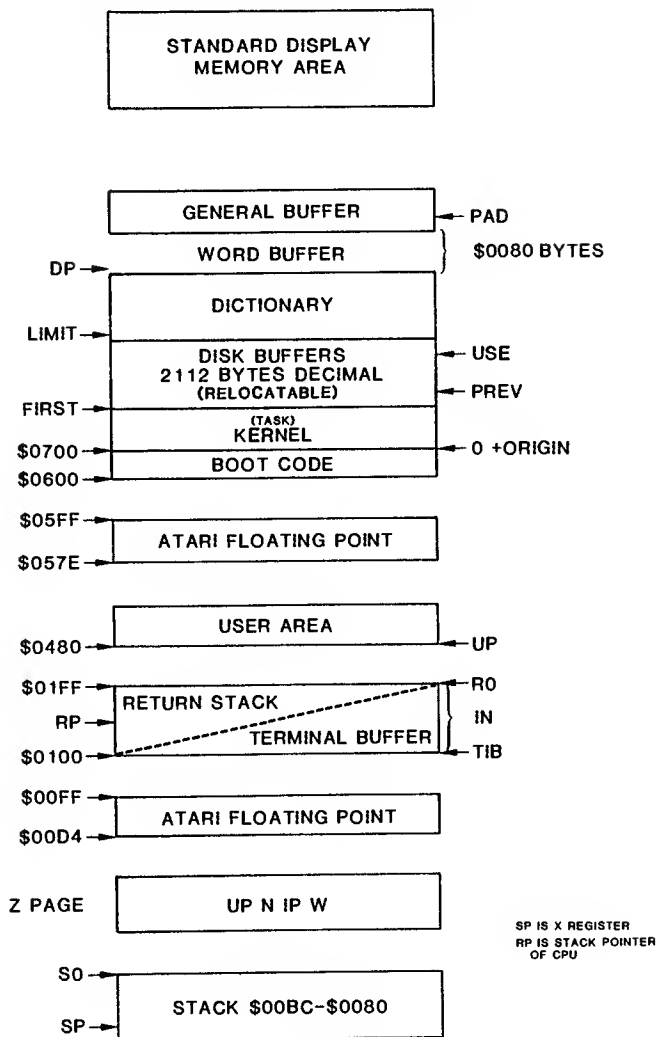 STANDARD DISPLAY
MEMORY AREA
GENERAL BUFFER
PAD
WORD BUFFER
$0080 BYTES
DP
DICTIONARY
LIMIT
DISK BUFFERS
USE
2112 BYTES DECIMAL
(RELOCATABLE)
PREV
FIRST
(TASK)
KERNEL
$0700
0 +ORIGIN
BOOT CODE
$0600
$05FF
ATARI FLOATING POINT
$057E
USER AREA
$0480
UP
$01FF
R0
RETURN STACK
RP
IN
TERMINAL BUFFER
$0100
TIB
$00FF
ATARI FLOATING POINT
$00D4
Z PAGE
UP N IP W
SP IS X REGISTER
RP IS STACK POINTER
OF CPU
S0
STACK $00BC-$0080
SP